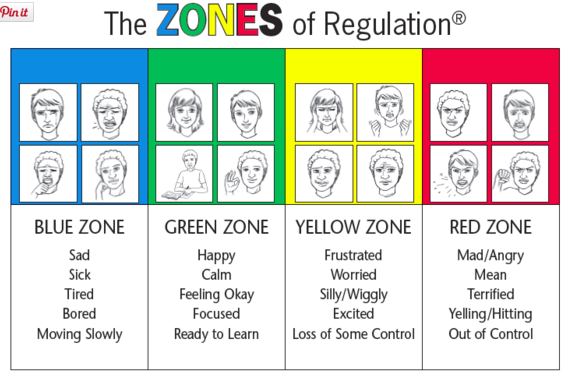 Pin it
The ZONES of Regulation®
BLUE ZONE
Sad
Sick
Tired
Bored
Moving Slowly
GREEN ZONE
Happy
Calm
Feeling Okay
Focused
Ready to Learn
YELLOW ZONE
Frustrated
Worried
Silly/Wiggly
Excited
Loss of Some Control
RED ZONE
Mad/Angry
Mean
Terrified
Yelling/Hitting
Out of Control